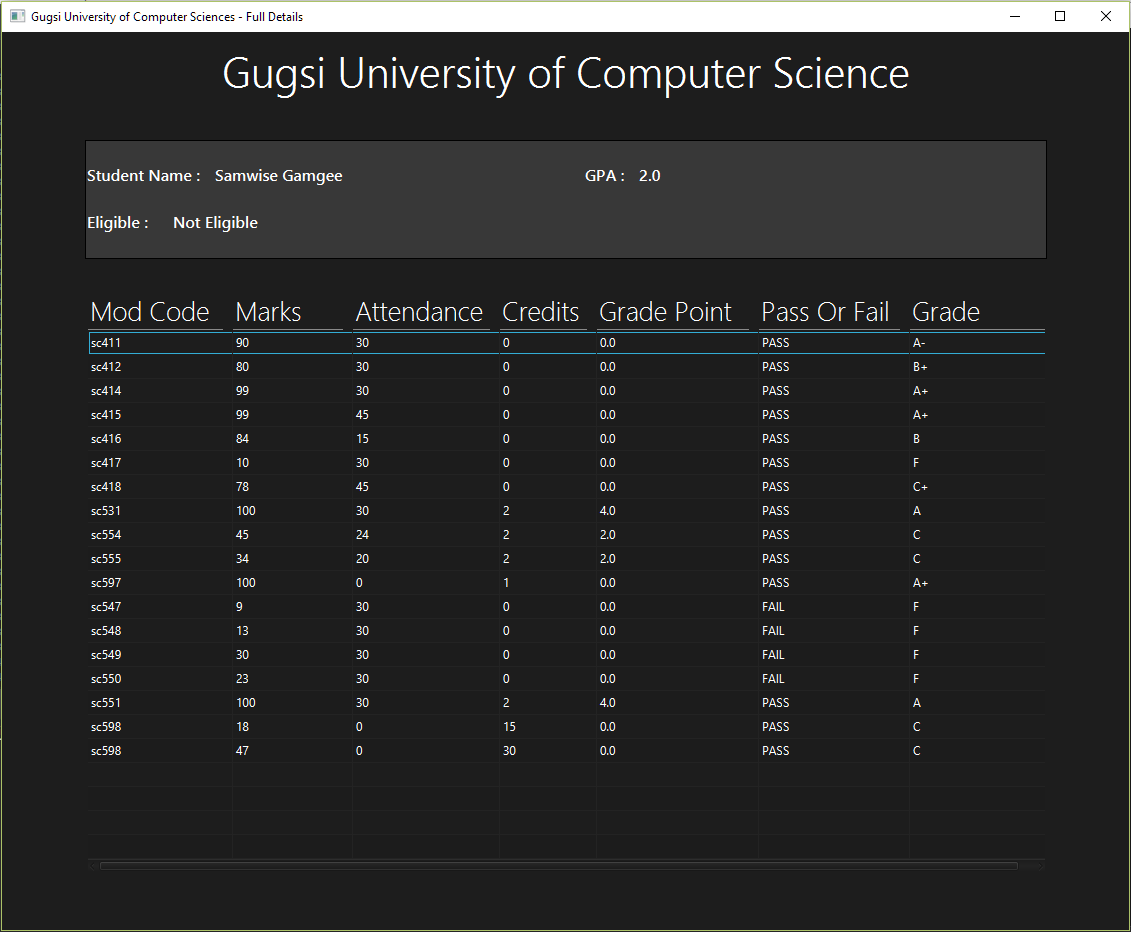 Gugsi University of Computer Sciences - Full Details
Gugsi University of Computer Science
Student Name : Samwise Gamgee GPA : 2.0
Eligible : Not Eligible
Mod Code Marks Attendance Credits Grade Point Pass Or Fail Grade
sc411 90 30 0 0.0 PASS A-
sc412 80 30 0 0.0 PASS B+
sc414 99 30 0 0.0 PASS A+
sc415 99 45 0 0.0 PASS A+
sc416 84 15 0 0.0 PASS B
sc417 10 30 0 0.0 PASS F
sc418 78 45 0 0.0 PASS C+
sc531 100 30 2 4.0 PASS A
sc554 45 24 2 2.0 PASS C
sc555 34 20 2 2.0 PASS C
sc597 100 0 1 0.0 PASS A+
sc547 9 30 0 0.0 FAIL F
sc548 13 30 0 0.0 FAIL F
sc549 30 30 0 0.0 FAIL F
sc550 23 30 0 0.0 FAIL F
sc551 100 30 2 4.0 PASS A
sc598 18 0 15 0.0 PASS C
sc598 47 0 30 0.0 PASS C